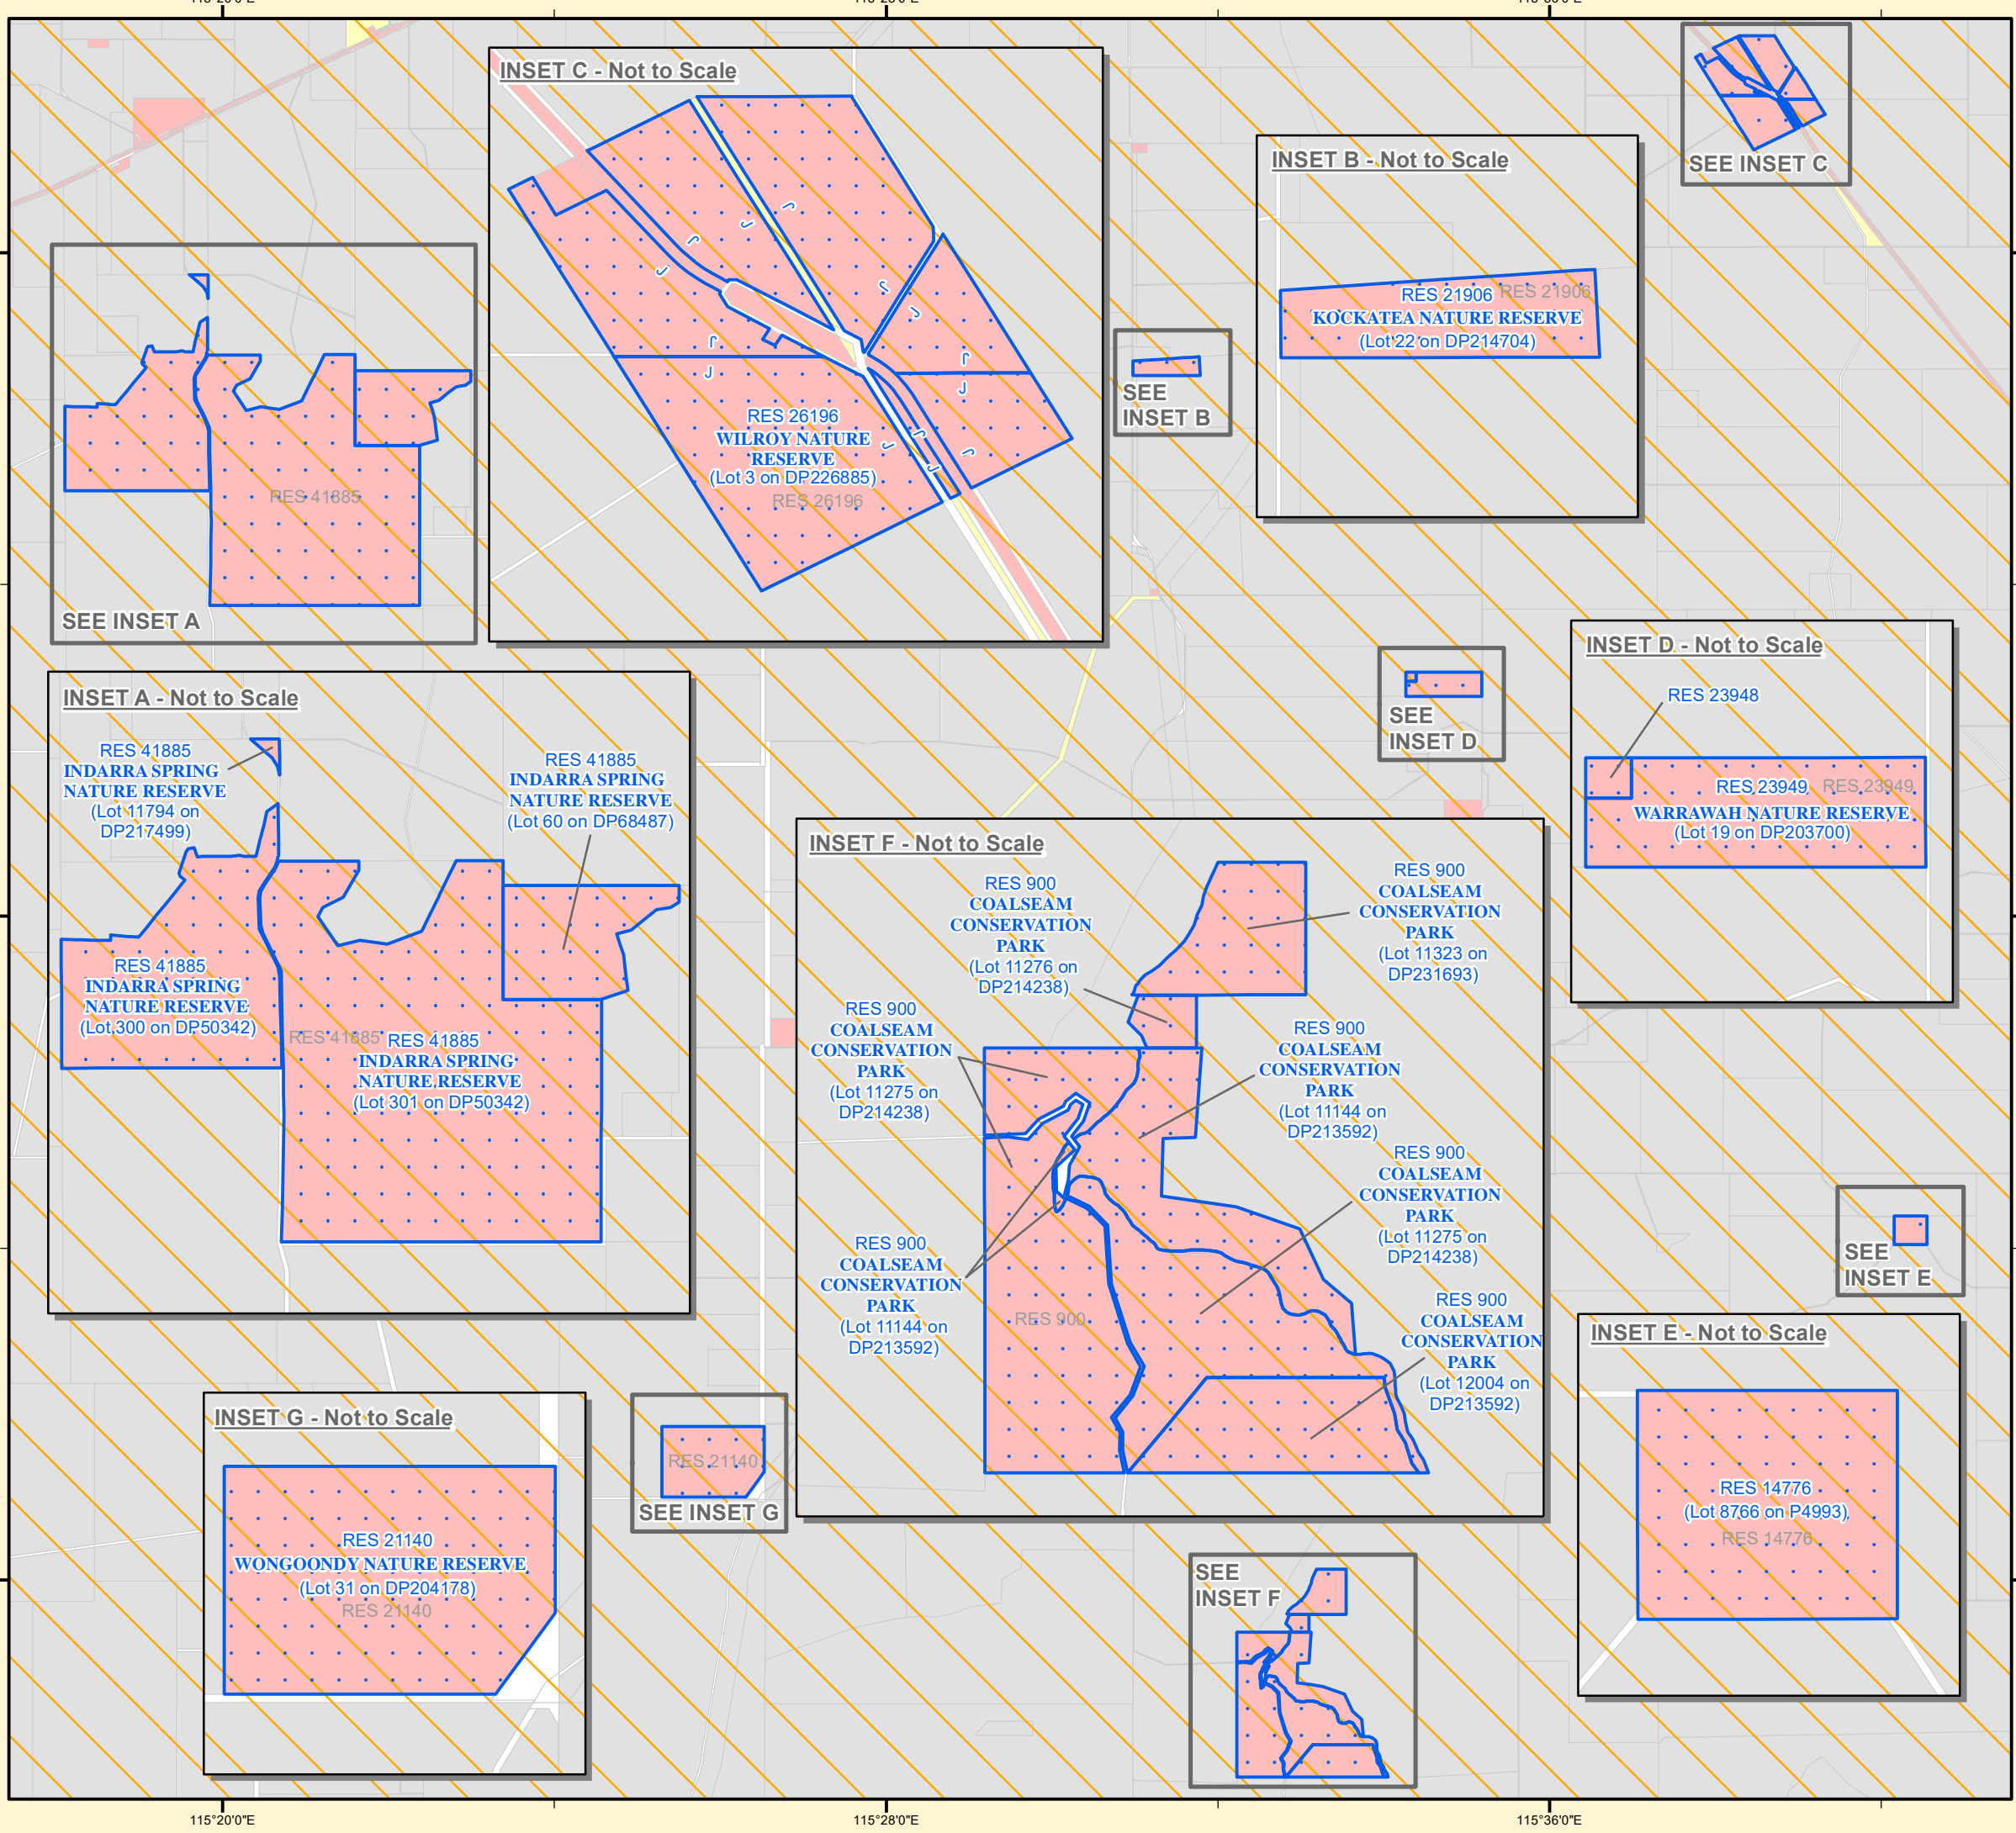 INSET C - Not to Scale
RES 26196
WILROY NATURE
RESERVE
(Lot 3 on DP226885)
RES 26196
SEE INSET C
INSET B - Not to Scale
RES 21906
RES 21906
KOCKATEA NATURE RESERVE
(Lot 22 on DP214704)
SEE
INSET B
RES 41885
SEE INSET A
INSET A - Not to Scale
RES 41885
INDARRA SPRING
NATURE RESERVE
(Lot 11794 on
DP217499)
RES 41885
INDARRA SPRING
NATURE RESERVE
(Lot 60 on DP68487)
RES 41885
INDARRA SPRING
NATURE RESERVE
(Lot 300 on DP50342)
RES 41885
RES 41885
INDARRA SPRING
NATURE RESERVE
(Lot 301 on DP50342)
SEE
INSET D
INSET D - Not to Scale
RES 23948
RES 23949
RES 23949
WARRAWAH NATURE RESERVE
(Lot 19 on DP203700)
INSET F - Not to Scale
RES 900
COALSEAM
CONSERVATION
PARK
(Lot 11276 on
DP214238)
RES 900
COALSEAM
CONSERVATION
PARK
(Lot 11323 on
DP231693)
RES 900
COALSEAM
CONSERVATION
PARK
(Lot 11275 on
DP214238)
RES 900
COALSEAM
CONSERVATION
PARK
(Lot 11144 on
DP213592)
RES 900
COALSEAM
CONSERVATION
PARK
(Lot 11275 on
DP214238)
RES 900
COALSEAM
CONSERVATION
PARK
(Lot 11144 on
DP213592)
RES 900
RES 900
COALSEAM
CONSERVATION
PARK
(Lot 12004 on
DP213592)
SEE
INSET E
INSET E - Not to Scale
RES 14776
(Lot 8766 on P4993)
RES 14776
INSET G - Not to Scale
RES 21140
WONGOONDY NATURE RESERVE
(Lot 31 on DP204178)
RES 21140
RES 21140
SEE INSET G
SEE
INSET F
115°20'0"E
115°28'0"E
115°36'0"E